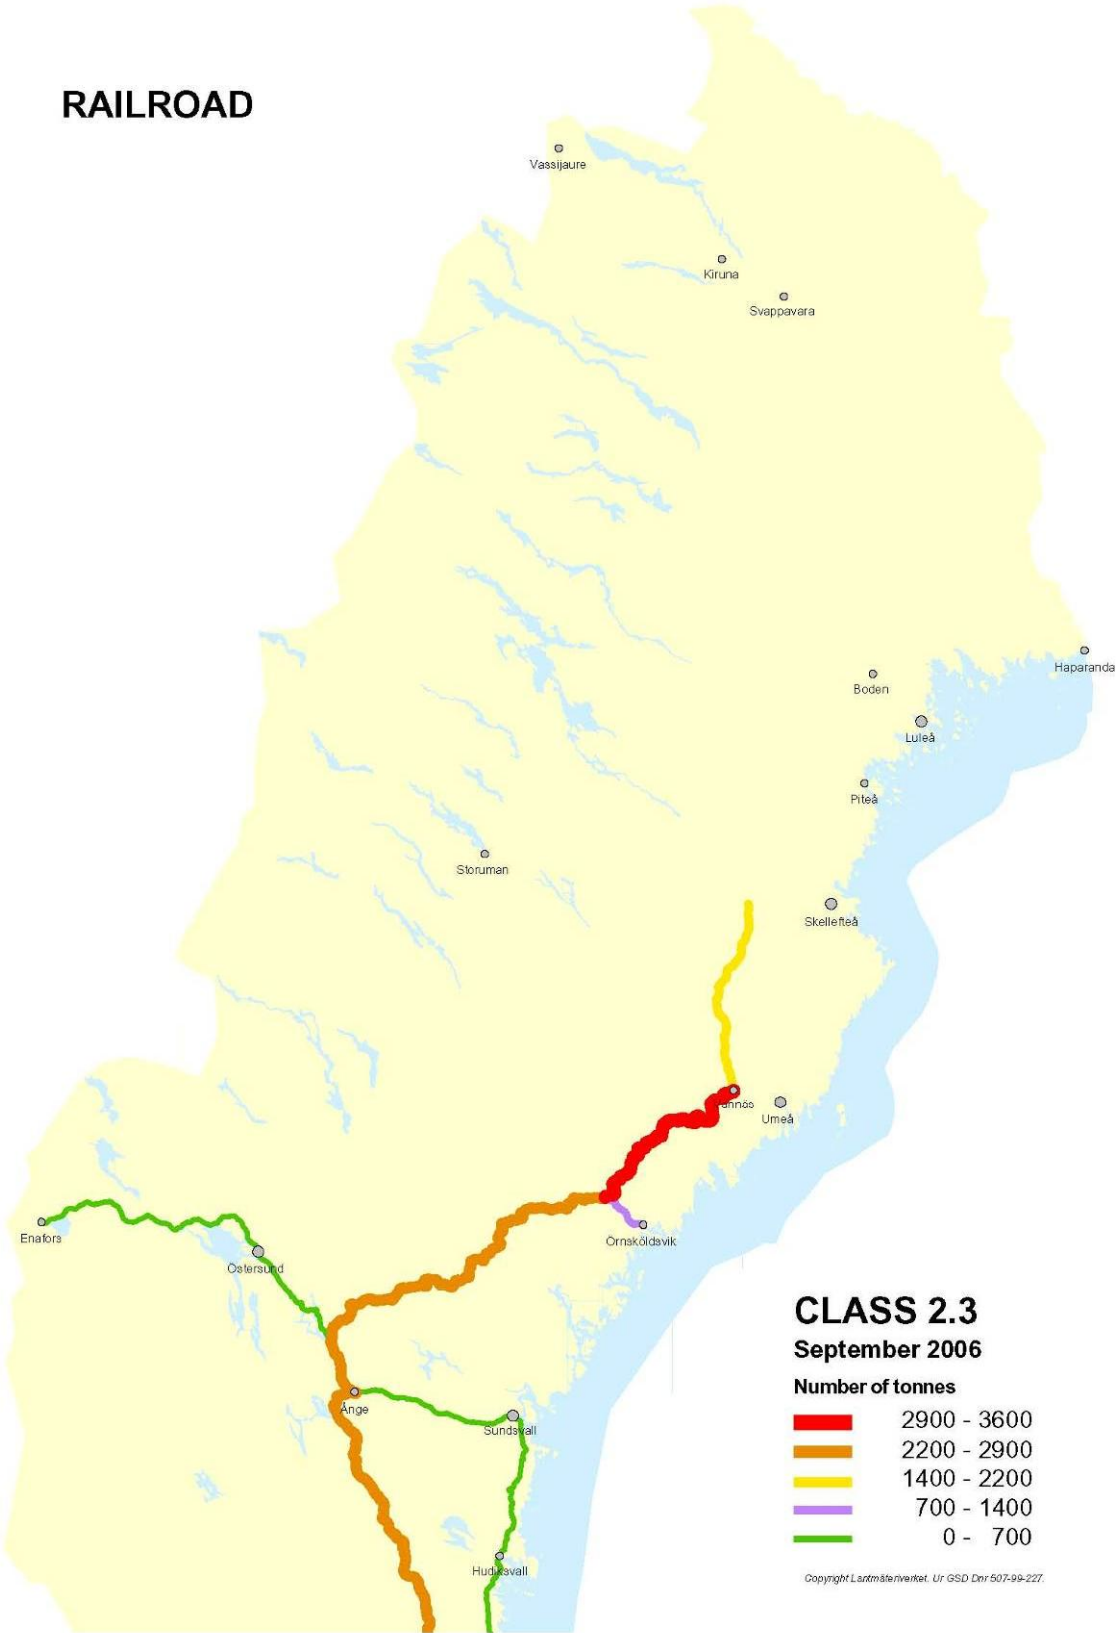 RAILROAD
Vassijaure
Kiruna
Svappavara
Haparanda
Boden
Luleå
Piteå
Storuman
Skellefteå
Umeå
Enafors
Östersund
Örnsköldsvik
Ånge
Sundsvall
Hudiksvall
CLASS 2.3
September 2006
Number of tonnes
2900 - 3600
2200 - 2900
1400 - 2200
700 - 1400
0 - 700
Copyright Lantmäteriverket. Ur GSD Dnr 507-99-227.